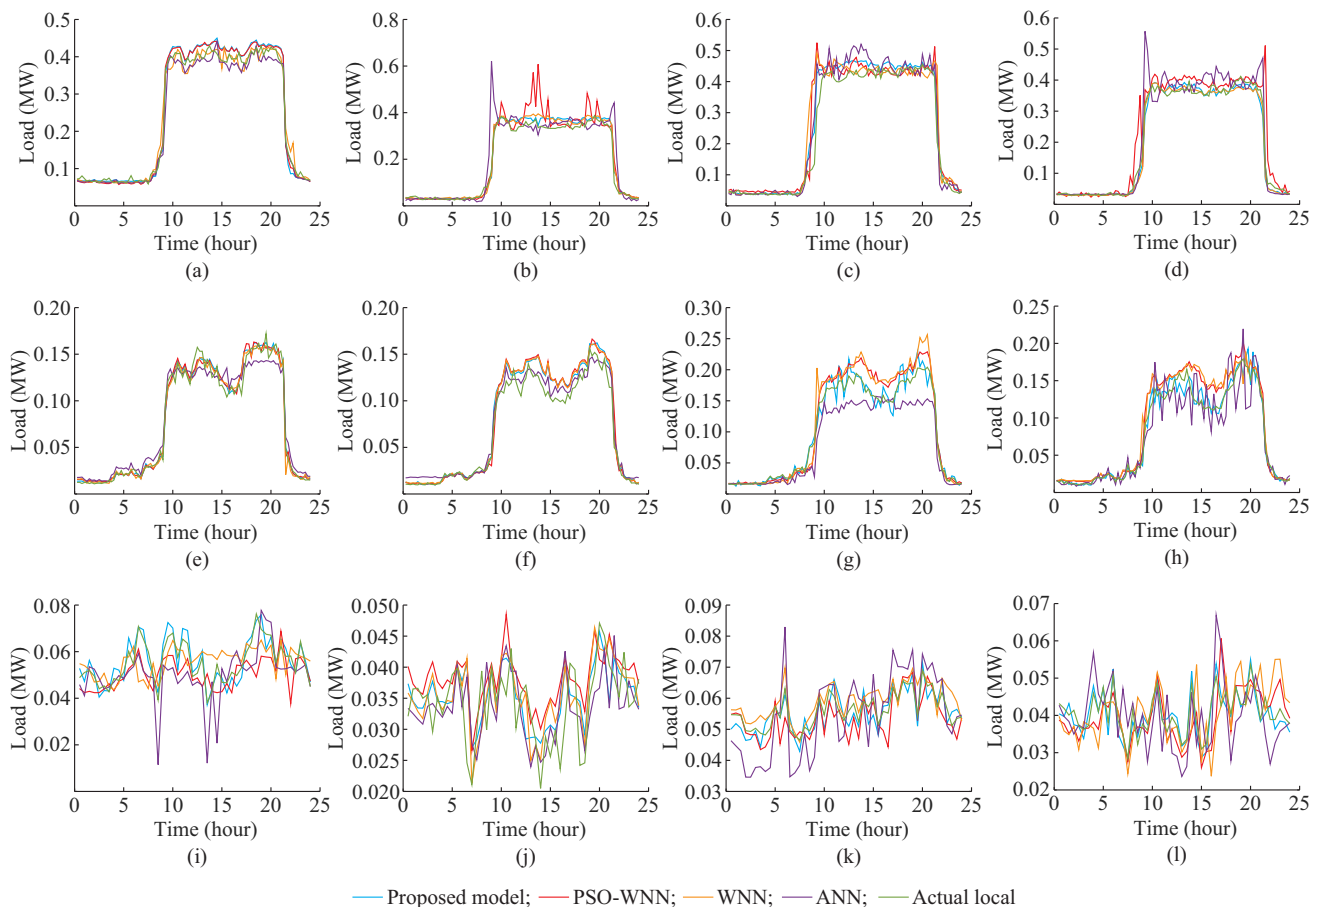 0.5
0.4
0.3
0.2
0.1
0 5 10 15 20 25
Load (MW)
Time (hour)
(a)
0.8
0.6
0.4
0.2
0 5 10 15 20 25
Load (MW)
Time (hour)
(b)
0.6
0.5
0.4
0.3
0.2
0.1
0 5 10 15 20 25
Load (MW)
Time (hour)
(c)
0.6
0.5
0.4
0.3
0.2
0.1
0 5 10 15 20 25
Load (MW)
Time (hour)
(d)
0.20
0.15
0.10
0.05
0 5 10 15 20 25
Load (MW)
Time (hour)
(e)
0.20
0.15
0.10
0.05
0 5 10 15 20 25
Load (MW)
Time (hour)
(f)
0.30
0.25
0.20
0.15
0.10
0.05
0 5 10 15 20 25
Load (MW)
Time (hour)
(g)
0.25
0.20
0.15
0.10
0.05
0 5 10 15 20 25
Load (MW)
Time (hour)
(h)
0.08
0.06
0.04
0.02
0 5 10 15 20 25
Load (MW)
Time (hour)
(i)
0.050
0.045
0.040
0.035
0.030
0.025
0.020
0 5 10 15 20 25
Load (MW)
Time (hour)
(j)
0.09
0.08
0.07
0.06
0.05
0.04
0.03
0 5 10 15 20 25
Load (MW)
Time (hour)
(k)
0.07
0.06
0.05
0.04
0.03
0.02
0 5 10 15 20 25
Load (MW)
Time (hour)
(l)
Proposed model; PSO-WNN; WNN; ANN; Actual local